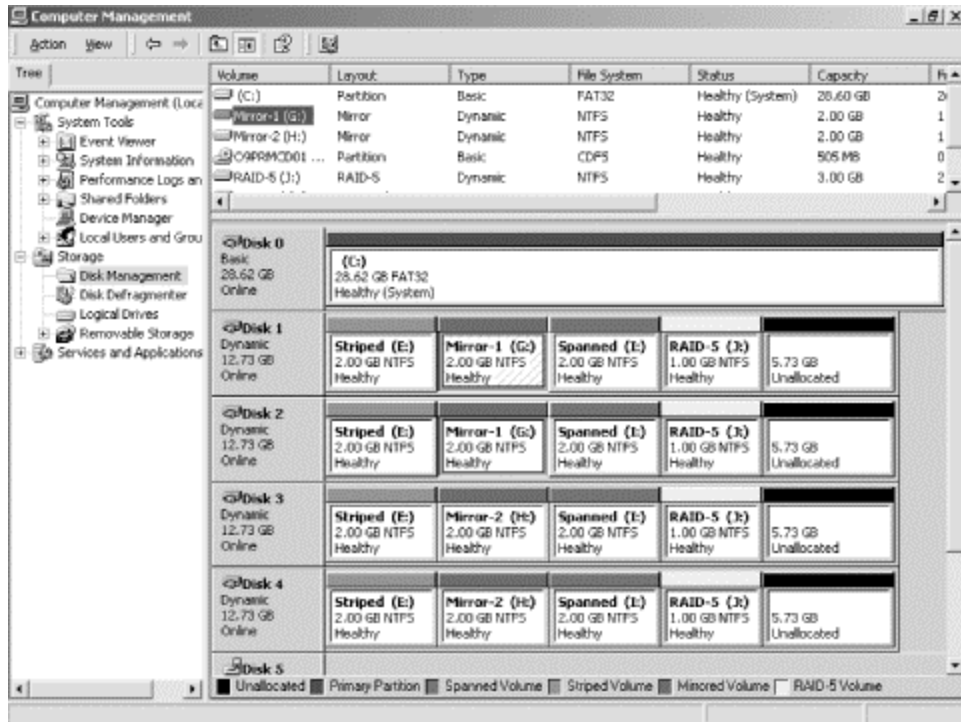 Computer Management
Action View
Tree
Computer Management (Loca
System Tools
Event Viewer
System Information
Performance Logs an
Shared Folders
Device Manager
Local Users and Grou
Storage
Disk Management
Disk Defragmenter
Logical Drives
Removable Storage
Services and Applications
Volume Layout Type File System Status Capacity
(C:) Partition Basic FAT32 Healthy (System) 28.60 GB
Mirror-1 (G:) Mirror Dynamic NTFS Healthy 2.00 GB 1
Mirror-2 (H:) Mirror Dynamic NTFS Healthy 2.00 GB 1
Partition Basic CDFS Healthy 505 MB 0
RAID-5 (J:) RAID-5 Dynamic NTFS Healthy 3.00 GB 2
Disk 0
Basic
28.62 GB
Online
(C:)
28.62 GB FAT32
Healthy (System)
Disk 1
Dynamic
12.73 GB
Online
Striped (E:) Mirror-1 (G:) Spanned (I:) RAID-5 (J:)
2.00 GB NTFS 2.00 GB NTFS 2.00 GB NTFS 1.00 GB NTFS 5.73 GB
Healthy Healthy Healthy Healthy Unallocated
Disk 2
Dynamic
12.73 GB
Online
Striped (E:) Mirror-1 (G:) Spanned (I:) RAID-5 (J:)
2.00 GB NTFS 2.00 GB NTFS 2.00 GB NTFS 1.00 GB NTFS 5.73 GB
Healthy Healthy Healthy Healthy Unallocated
Disk 3
Dynamic
12.73 GB
Online
Striped (E:) Mirror-2 (H:) Spanned (I:) RAID-5 (J:)
2.00 GB NTFS 2.00 GB NTFS 2.00 GB NTFS 1.00 GB NTFS 5.73 GB
Healthy Healthy Healthy Healthy Unallocated
Disk 4
Dynamic
12.73 GB
Online
Striped (E:) Mirror-2 (H:) Spanned (I:) RAID-5 (J:)
2.00 GB NTFS 2.00 GB NTFS 2.00 GB NTFS 1.00 GB NTFS 5.73 GB
Healthy Healthy Healthy Healthy Unallocated
Disk 5
Unallocated Primary Partition Spanned Volume Striped Volume Mirrored Volume RAID-5 Volume